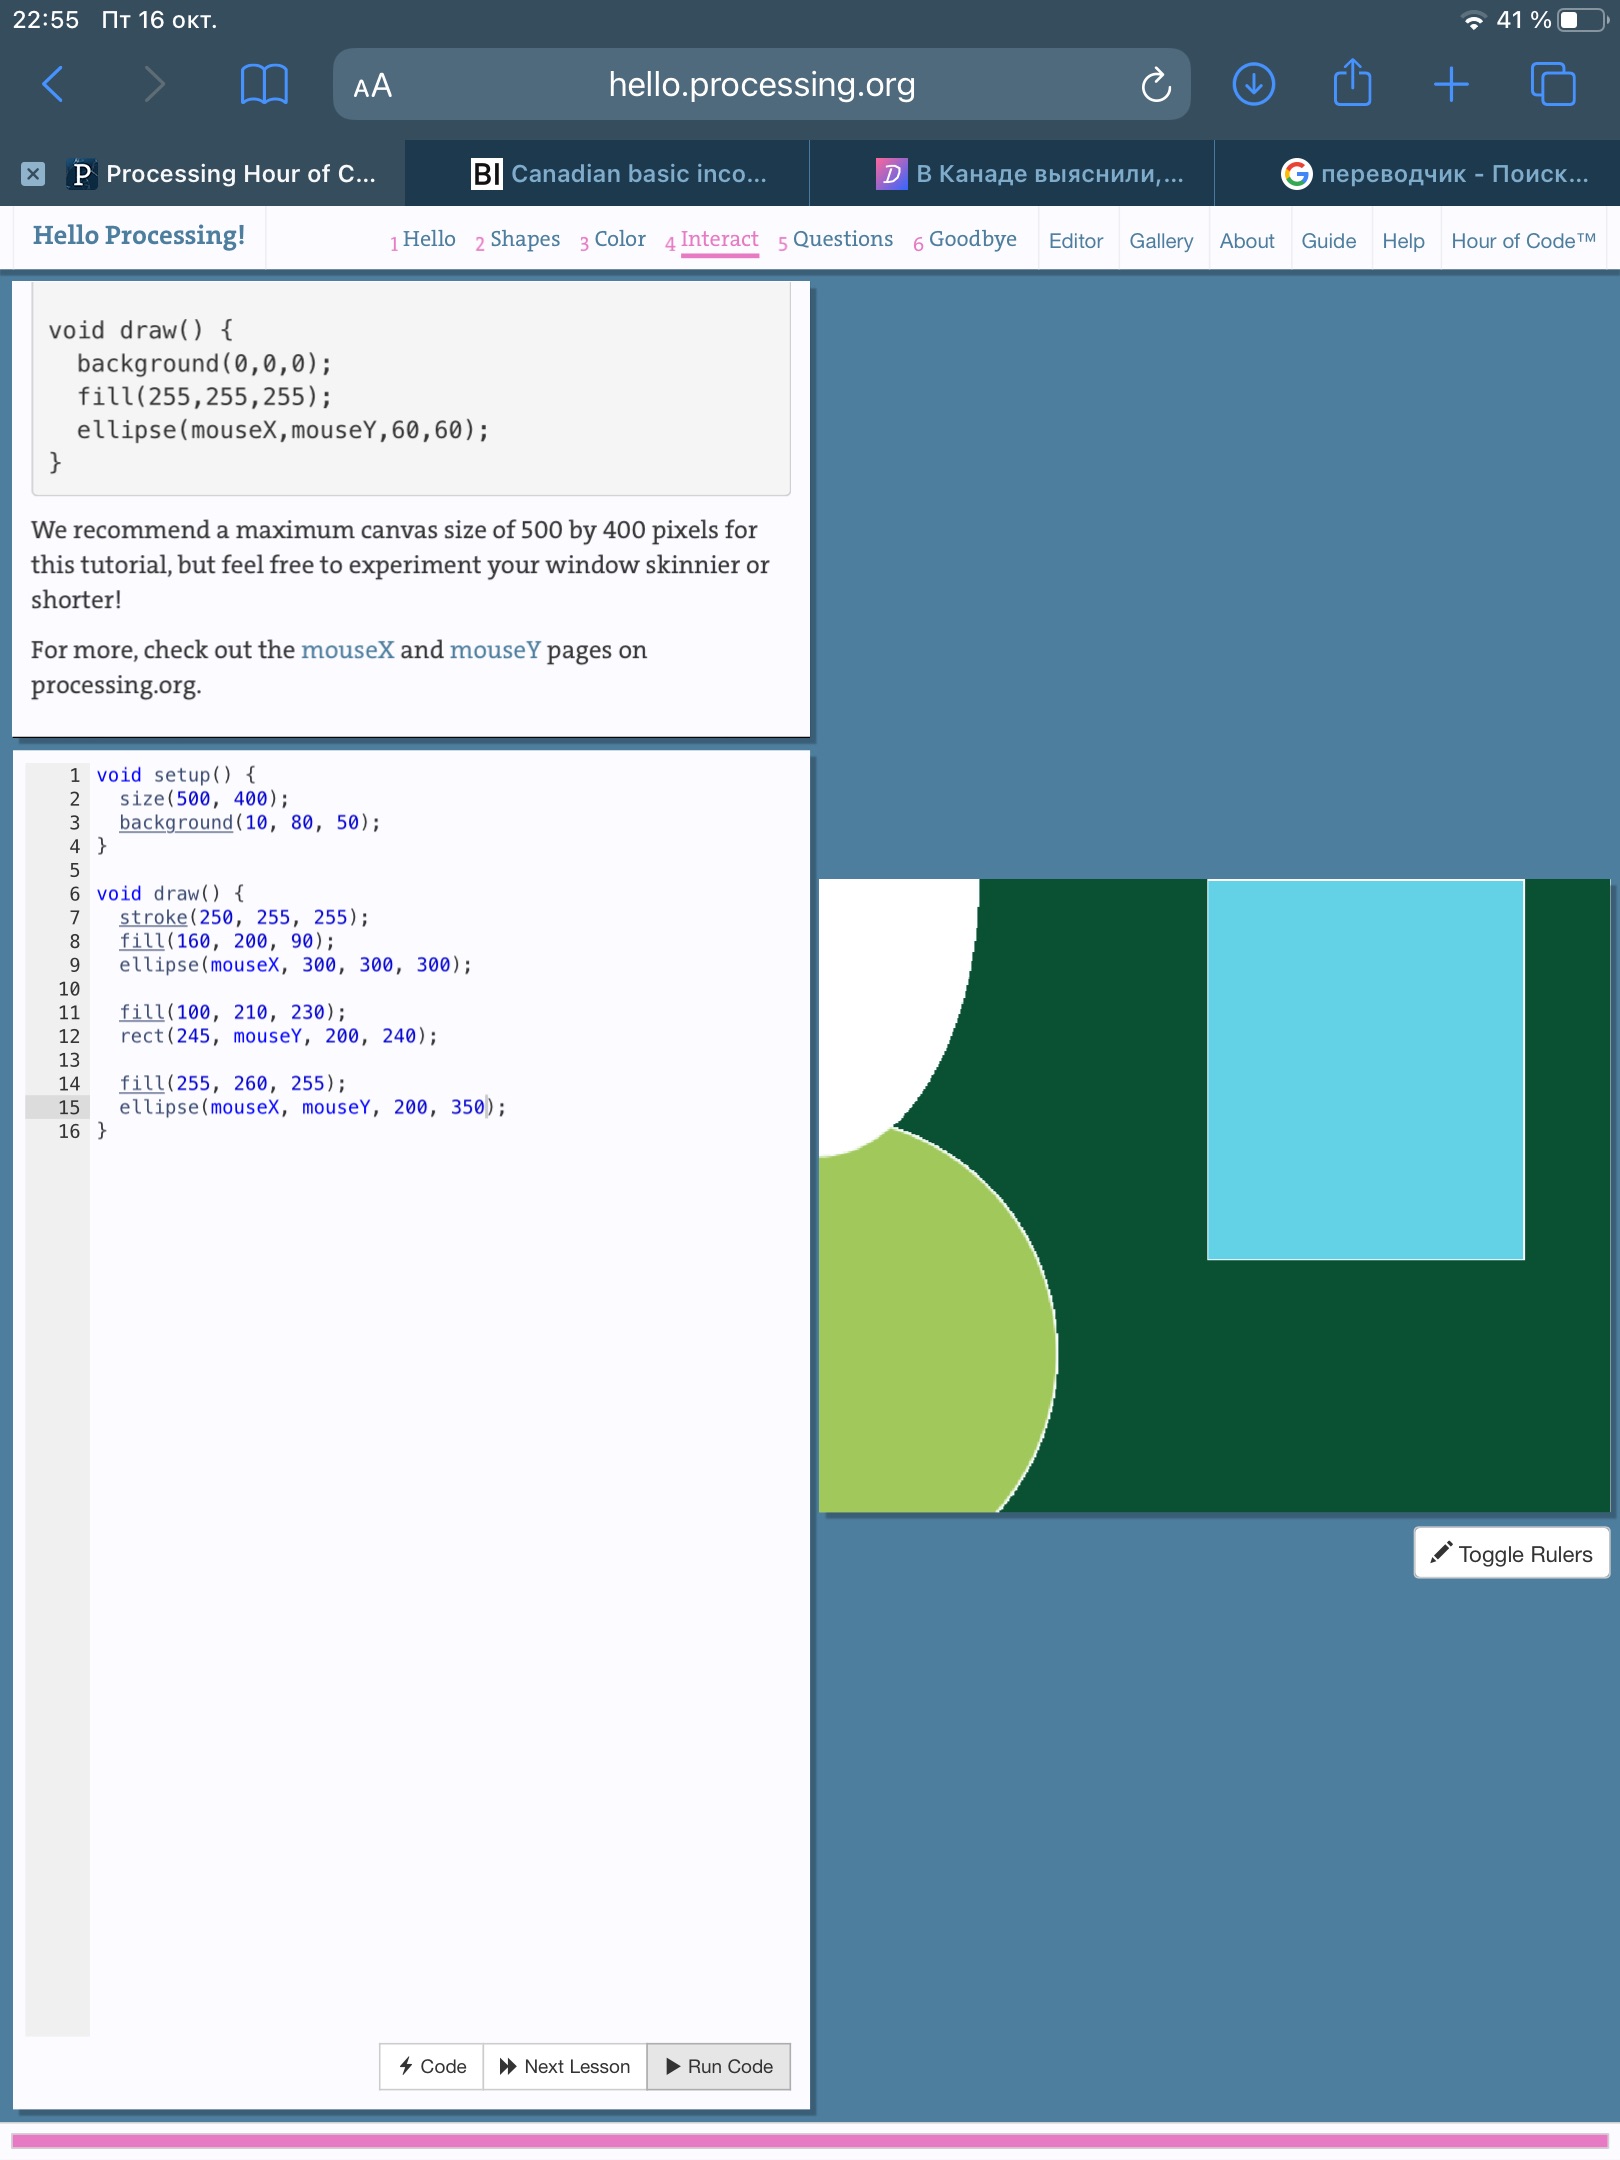 22:55 Пт 16 окт.
41 %
AA hello.processing.org
Processing Hour of C...
Canadian basic inco...
В Канаде выяснили,...
переводчик - Поиск...
Hello Processing!
1 Hello 2 Shapes 3 Color 4 Interact 5 Questions 6 Goodbye Editor Gallery About Guide Help Hour of Code™
void draw() {
  background(0,0,0);
  fill(255,255,255);
  ellipse(mouseX,mouseY,60,60);
}
We recommend a maximum canvas size of 500 by 400 pixels for
this tutorial, but feel free to experiment your window skinnier or
shorter!
For more, check out the mouseX and mouseY pages on
processing.org.
1 void setup() {
2   size(500, 400);
3   background(10, 80, 50);
4 }
5
6 void draw() {
7   stroke(250, 255, 255);
8   fill(160, 200, 90);
9   ellipse(mouseX, 300, 300, 300);
10
11   fill(100, 210, 230);
12   rect(245, mouseY, 200, 240);
13
14   fill(255, 260, 255);
15   ellipse(mouseX, mouseY, 200, 350);
16 }
Toggle Rulers
Code Next Lesson Run Code